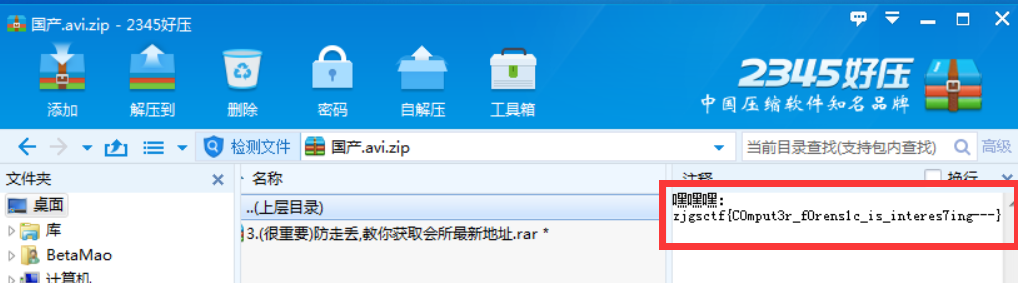 国产.avi.zip - 2345好压
添加 解压到 删除 密码 自解压 工具箱
2345好压
中国压缩软件知名品牌
检测文件 国产.avi.zip 当前目录查找(支持包内查找) 高级
文件夹 名称 注释 换行
桌面 ..(上层目录) 嘿嘿嘿:
zjgsctf{C0mput3r_f0rens1c_is_interes7ing---}
库 3.(很重要)防走丢,教你获取会所最新地址.rar *
BetaMao
计算机